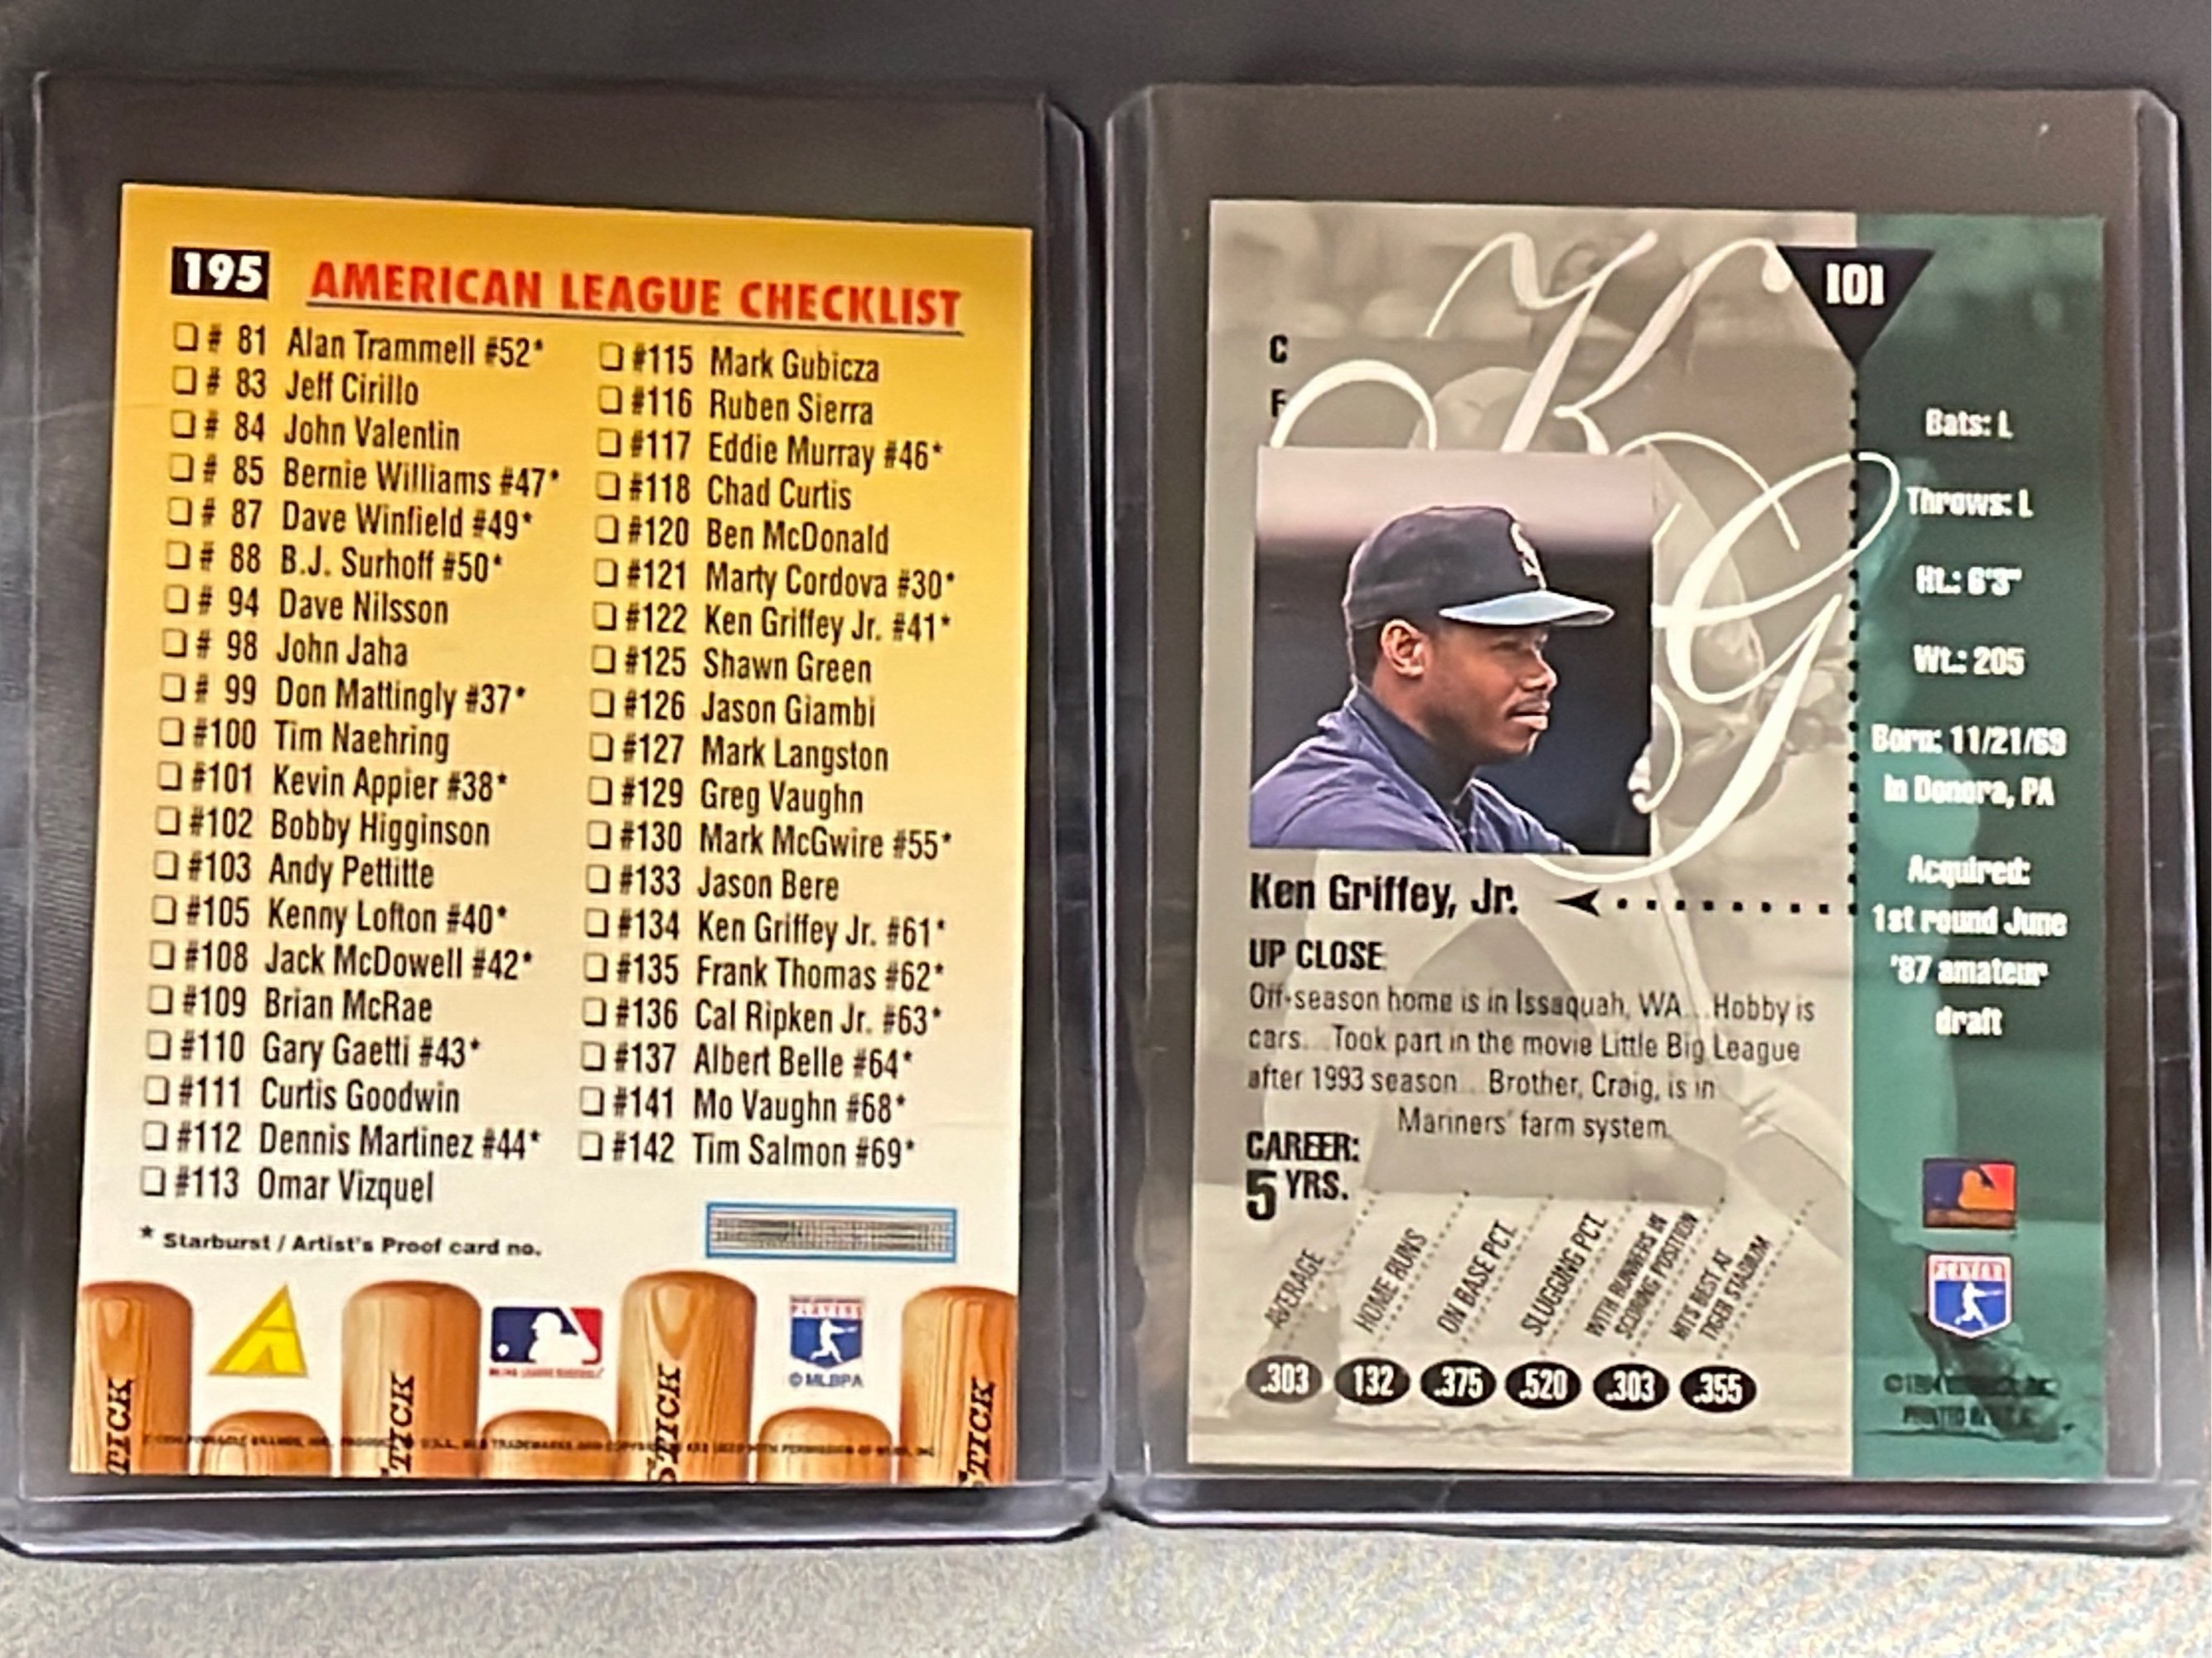 195
AMERICAN LEAGUE CHECKLIST
# 81 Alan Trammell #52*
# 83 Jeff Cirillo
# 84 John Valentin
# 85 Bernie Williams #47*
# 87 Dave Winfield #49*
# 88 B.J. Surhoff #50*
# 94 Dave Nilsson
# 98 John Jaha
# 99 Don Mattingly #37*
#100 Tim Naehring
#101 Kevin Appier #38*
#102 Bobby Higginson
#103 Andy Pettitte
#105 Kenny Lofton #40*
#108 Jack McDowell #42*
#109 Brian McRae
#110 Gary Gaetti #43*
#111 Curtis Goodwin
#112 Dennis Martinez #44*
#113 Omar Vizquel
#115 Mark Gubicza
#116 Ruben Sierra
#117 Eddie Murray #46*
#118 Chad Curtis
#120 Ben McDonald
#121 Marty Cordova #30*
#122 Ken Griffey Jr. #41*
#125 Shawn Green
#126 Jason Giambi
#127 Mark Langston
#129 Greg Vaughn
#130 Mark McGwire #55*
#133 Jason Bere
#134 Ken Griffey Jr. #61*
#135 Frank Thomas #62*
#136 Cal Ripken Jr. #63*
#137 Albert Belle #64*
#141 Mo Vaughn #68*
#142 Tim Salmon #69*
* Starburst / Artist's Proof card no.
PLAYERS
© MLBPA
TICK
TICK
STICK
STICK
101
K
G
C
F
S
Ken Griffey, Jr.
UP CLOSE
Off-season home is in Issaquah, WA...Hobby is
cars...Took part in the movie Little Big League
after 1993 season...Brother, Craig, is in
Mariners' farm system.
CAREER:
5 YRS.
AVERAGE
HOME RUNS
ON BASE PCT.
SLUGGING PCT.
WITH RUNNERS IN
SCORING POSITION
HITS BEST AT
TIGER STADIUM
.303
132
.375
.520
.303
.355
Bats: L
Throws: L
Ht.: 6'3"
Wt.: 205
Born: 11/21/69
in Donora, PA
Acquired:
1st round June
'87 amateur
draft
PLAYERS